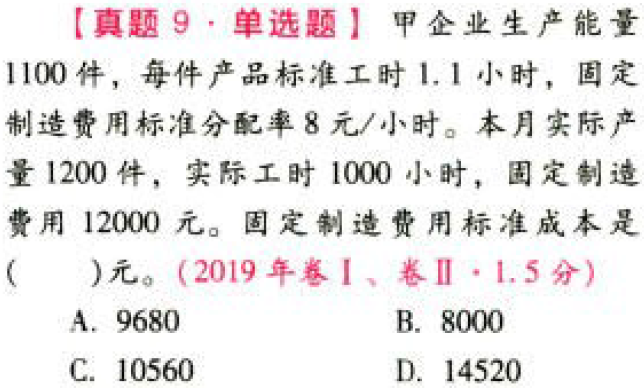 【真题 9 · 单选题】 甲企业生产能量
1100 件，每件产品标准工时 1.1 小时，固定
制造费用标准分配率 8 元/小时。本月实际产
量 1200 件，实际工时 1000 小时，固定制造
费用 12000 元。固定制造费用标准成本是
(  )元。(2019 年卷Ⅰ、卷Ⅱ · 1.5 分)
A. 9680 B. 8000
C. 10560 D. 14520